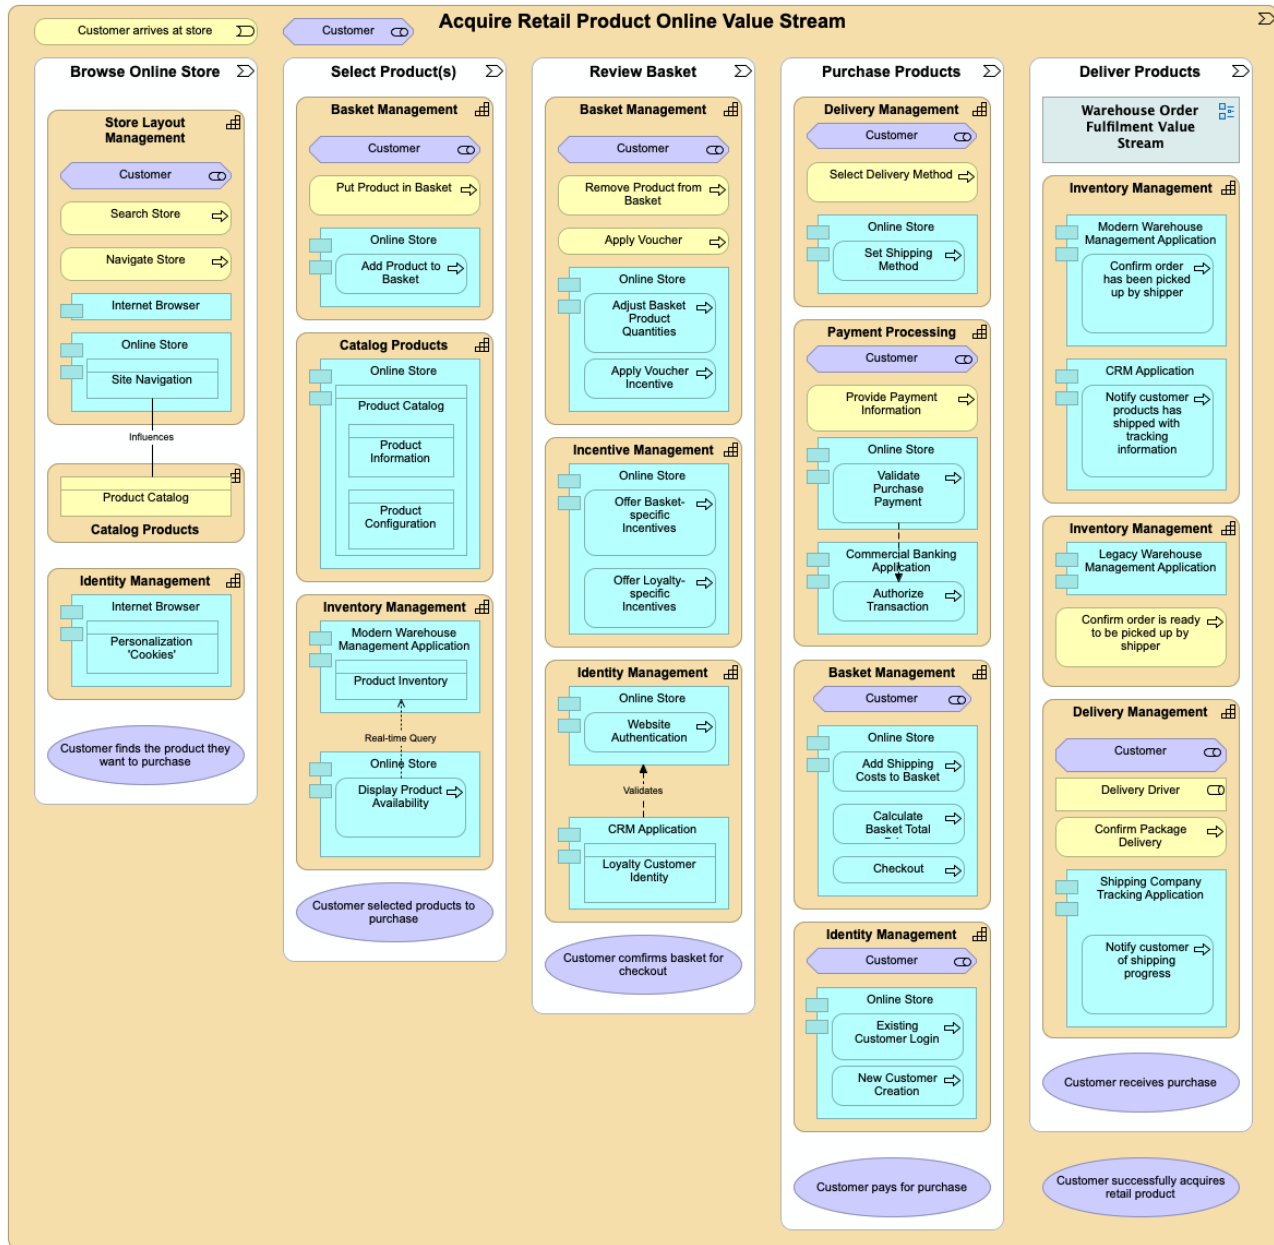 Acquire Retail Product Online Value Stream
Customer arrives at store
Customer
Browse Online Store
Store Layout
Management
Customer
Search Store
Navigate Store
Internet Browser
Online Store
Site Navigation
Influences
Product Catalog
Catalog Products
Identity Management
Internet Browser
Personalization
'Cookies'
Customer finds the product they
want to purchase
Select Product(s)
Basket Management
Customer
Put Product in Basket
Online Store
Add Product to
Basket
Catalog Products
Online Store
Product Catalog
Product
Information
Product
Configuration
Inventory Management
Modern Warehouse
Management Application
Product Inventory
Real-time Query
Online Store
Display Product
Availability
Customer selected products to
purchase
Review Basket
Basket Management
Customer
Remove Product from
Basket
Apply Voucher
Online Store
Adjust Basket
Product
Quantities
Apply Voucher
Incentive
Incentive Management
Online Store
Offer Basket-
specific
Incentives
Offer Loyalty-
specific
Incentives
Identity Management
Online Store
Website
Authentication
Validates
CRM Application
Loyalty Customer
Identity
Customer comfirms basket for
checkout
Purchase Products
Delivery Management
Customer
Select Delivery Method
Online Store
Set Shipping
Method
Payment Processing
Customer
Provide Payment
Information
Online Store
Validate
Purchase
Payment
Commercial Banking
Application
Authorize
Transaction
Basket Management
Customer
Online Store
Add Shipping
Costs to Basket
Calculate
Basket Total
Checkout
Identity Management
Customer
Online Store
Existing
Customer Login
New Customer
Creation
Customer pays for purchase
Deliver Products
Warehouse Order
Fulfilment Value
Stream
Inventory Management
Modern Warehouse
Management Application
Confirm order
has been picked
up by shipper
CRM Application
Notify customer
products has
shipped with
tracking
information
Inventory Management
Legacy Warehouse
Management Application
Confirm order is ready
to be picked up by
shipper
Delivery Management
Customer
Delivery Driver
Confirm Package
Delivery
Shipping Company
Tracking Application
Notify customer
of shipping
progress
Customer receives purchase
Customer successfully acquires
retail product